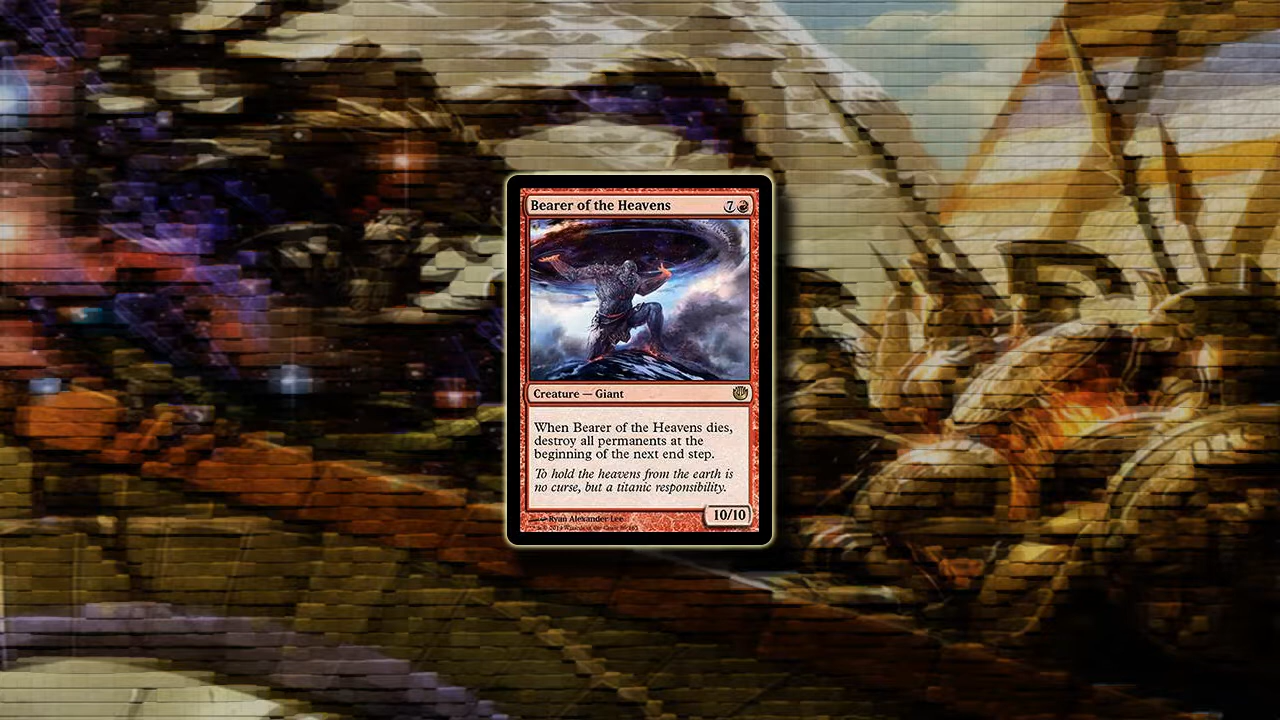 Bearer of the Heavens 7
Creature — Giant
When Bearer of the Heavens dies,
destroy all permanents at the
beginning of the next end step.
To hold the heavens from the earth is
no curse, but a titanic responsibility.
10/10
Ryan Alexander Lee